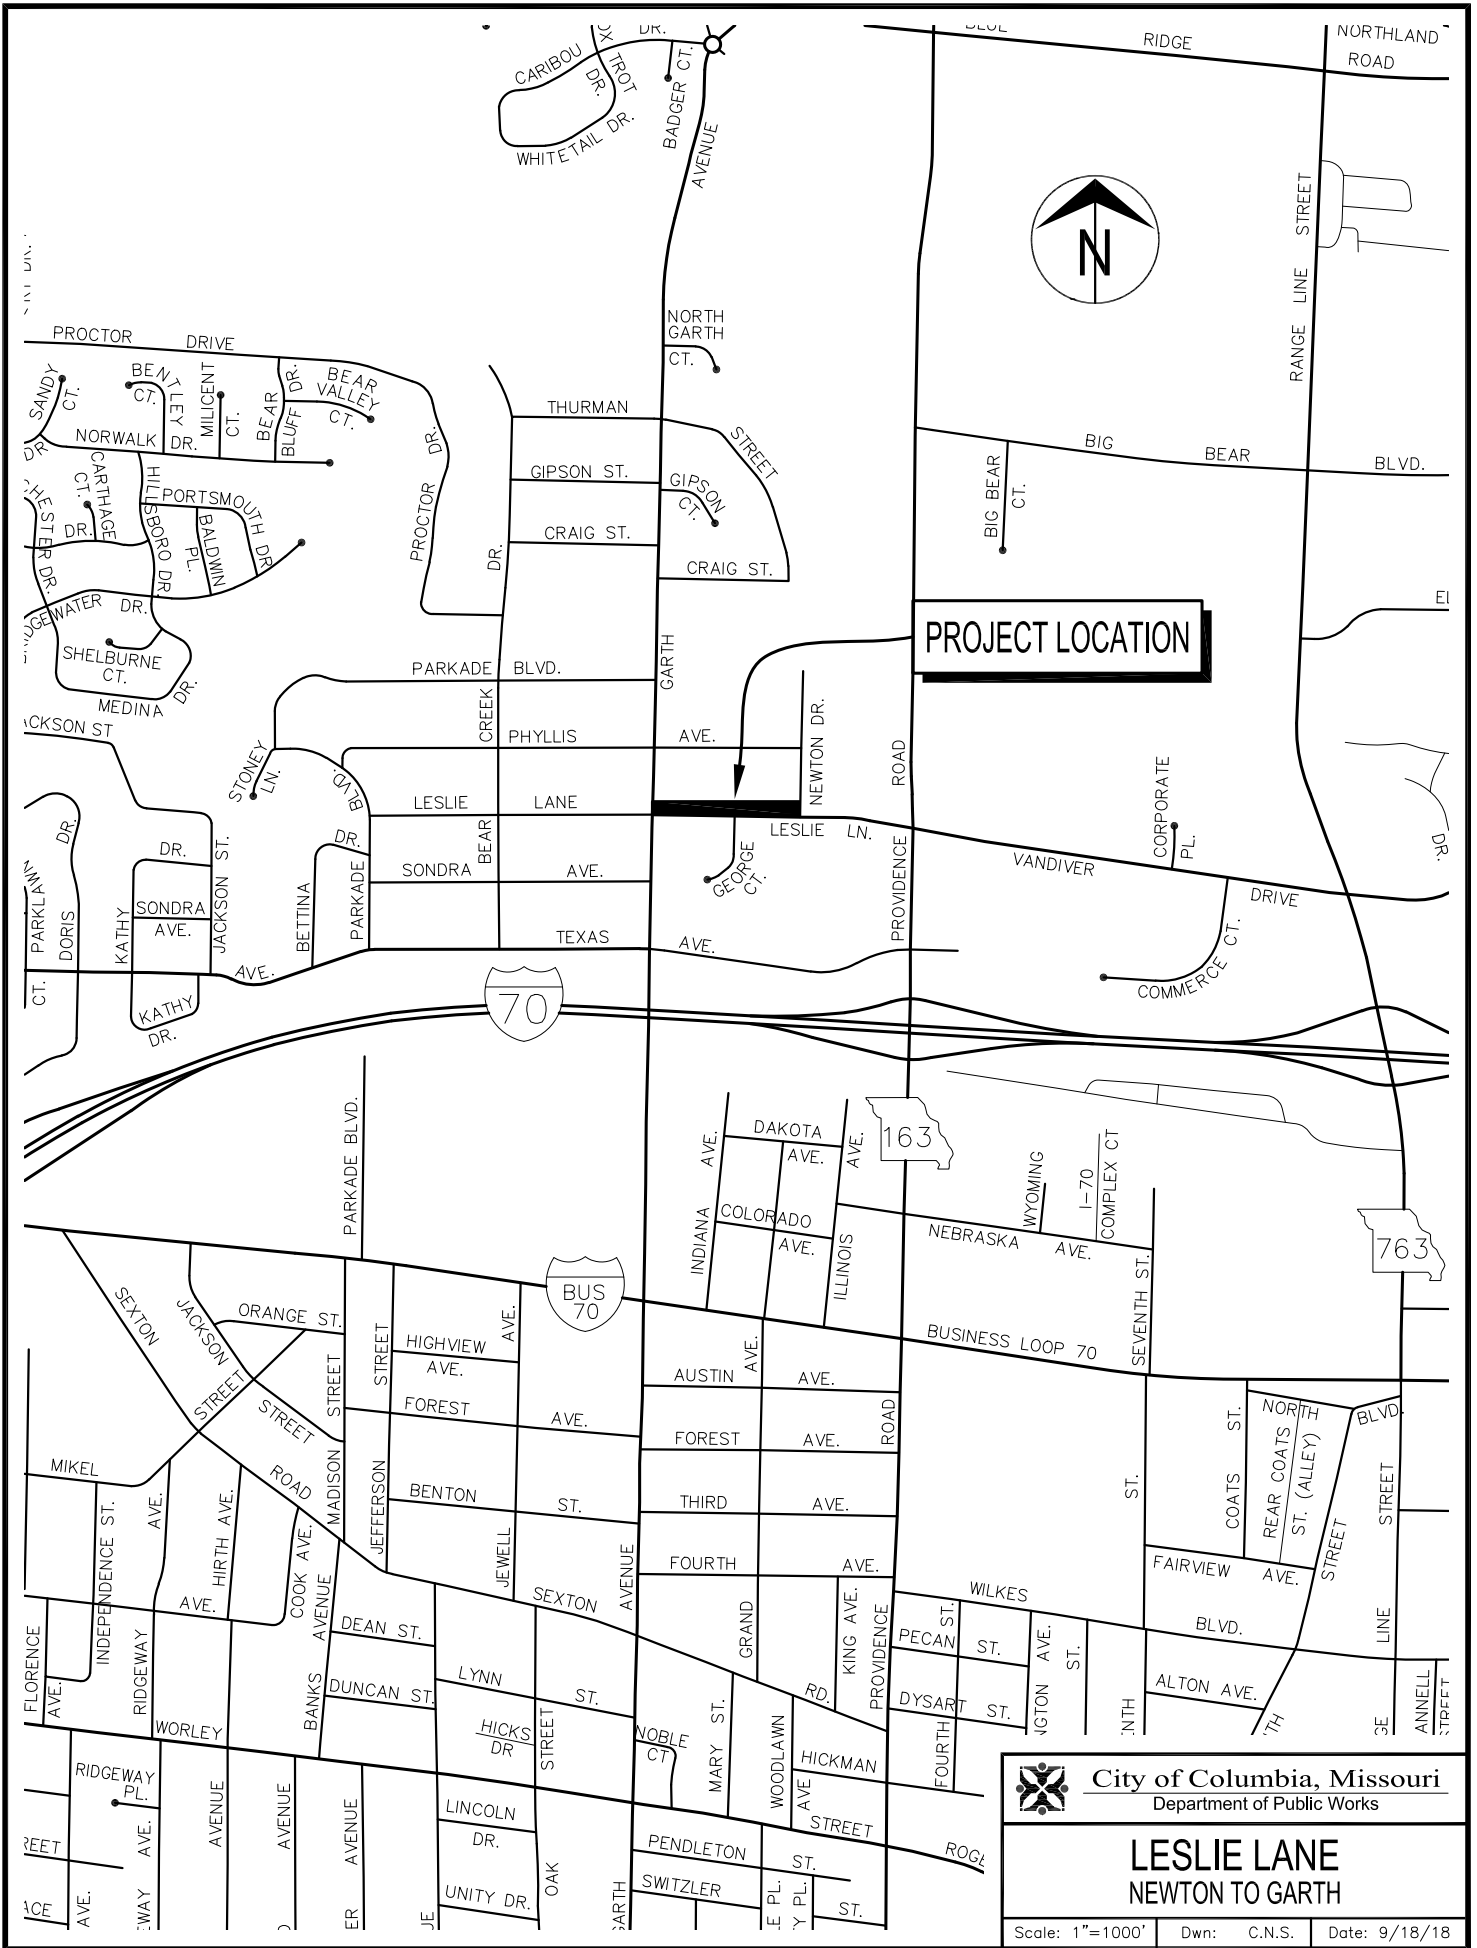 DR.
BLUE
RIDGE
NORTHLAND
ROAD
CARIBOU
TROT
DR.
BADGER CT.
WHITETAIL DR.
AVENUE
N
RANGE LINE STREET
PROCTOR DRIVE
NORTH
GARTH
CT.
SANDY
CT.
BENTLEY
CT.
MILICENT
CT.
BEAR
BLUFF
DR.
BEAR
VALLEY
CT.
NORWALK DR.
DR
THURMAN
STREET
PROCTOR DR.
GIPSON ST.
GIPSON
CT.
CRAIG ST.
CRAIG ST.
DR.
BIG BEAR BLVD.
BIG BEAR
CT.
CARTHAGE
CT.
DR.
HILLSBORO DR.
PORTSMOUTH DR
BALDWIN
PL.
CHESTER DR.
DGEWATER DR.
SHELBURNE
CT.
MEDINA DR.
ACKSON ST
PROJECT LOCATION
PARKADE BLVD.
GARTH
CREEK
NEWTON DR.
PHYLLIS AVE.
ROAD
STONEY
LN.
BLVD.
LESLIE LANE
LESLIE LN.
BEAR
CORPORATE
PL.
DR.
VANDIVER
DRIVE
DR.
DR.
DR.
SONDRA AVE.
GEORGE
CT.
PROVIDENCE
SONDRA
AVE.
KATHY
JACKSON ST.
BETTINA
PARKADE
PARKLAWN
DORIS
CT.
TEXAS AVE.
AVE.
COMMERCE CT.
KATHY
DR.
70
PARKADE BLVD.
DAKOTA
AVE.
AVE.
AVE.
163
COLORADO
AVE.
INDIANA
ILLINOIS
WYOMING
I-70
COMPLEX CT
NEBRASKA AVE.
SEVENTH ST.
763
BUS
70
BUSINESS LOOP 70
SEXTON
JACKSON
ORANGE ST.
STREET
STREET
HIGHVIEW
AVE.
AVE.
STREET
STREET
FOREST AVE.
AUSTIN AVE.
AVE.
ROAD
FOREST AVE.
NORTH
BLVD.
COATS ST.
REAR COATS
ST. (ALLEY)
MIKEL
ROAD
MADISON
JEFFERSON
BENTON ST.
THIRD AVE.
ST.
STREET
INDEPENDENCE ST.
AVE.
HIRTH AVE.
COOK AVE.
JEWELL
FOURTH AVE.
FAIRVIEW AVE.
STREET
AVE.
AVENUE
SEXTON
AVENUE
WILKES
BLVD.
LINE
FLORENCE
AVE.
RIDGEWAY
BANKS
DEAN ST.
GRAND
KING AVE.
PROVIDENCE
PECAN ST.
ST.
AVE.
ST.
DUNCAN ST.
LYNN ST.
RD.
DYSART ST.
ALTON AVE.
WORLEY
HICKS
DR
STREET
NOBLE
CT
MARY ST.
WOODLAWN
AVE
HICKMAN
FOURTH
RIDGEWAY
PL.
AVENUE
AVENUE
AVENUE
LINCOLN
DR.
STREET
AVE.
PENDLETON ST.
UNITY DR.
OAK
SWITZLER ST.
AVE.
City of Columbia, Missouri
Department of Public Works
LESLIE LANE
NEWTON TO GARTH
Scale: 1"=1000'
Dwn: C.N.S.
Date: 9/18/18